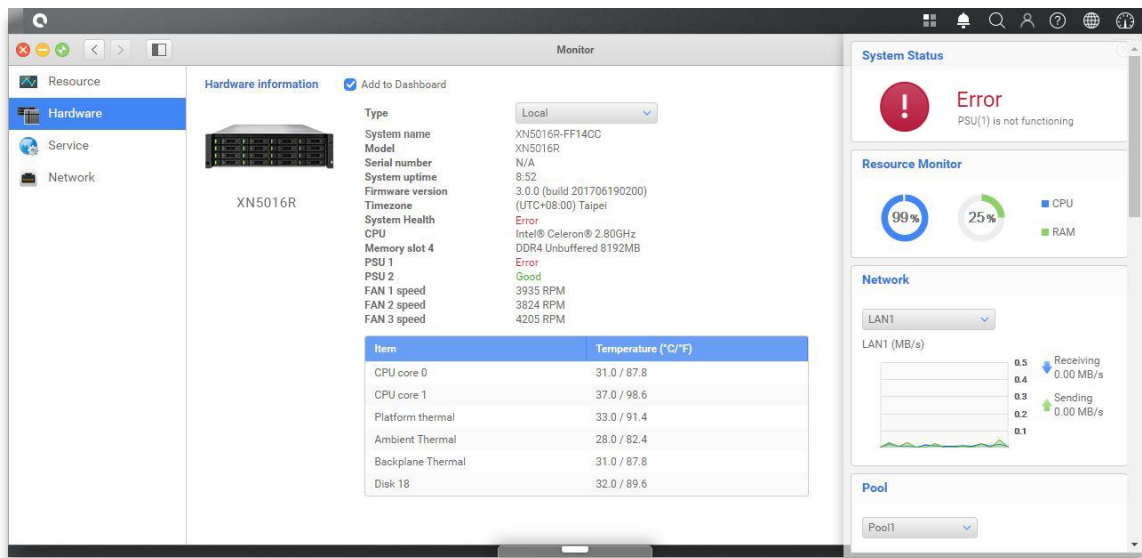 Monitor
Resource
Hardware
Service
Network
Hardware information
Add to Dashboard
XN5016R
Type Local
System name XN5016R-FF14CC
Model XN5016R
Serial number N/A
System uptime 8:52
Firmware version 3.0.0 (build 201706190200)
Timezone (UTC+08:00) Taipei
System Health Error
CPU Intel® Celeron® 2.80GHz
Memory slot 4 DDR4 Unbuffered 8192MB
PSU 1 Error
PSU 2 Good
FAN 1 speed 3935 RPM
FAN 2 speed 3824 RPM
FAN 3 speed 4205 RPM
Item Temperature (°C/°F)
CPU core 0 31.0 / 87.8
CPU core 1 37.0 / 98.6
Platform thermal 33.0 / 91.4
Ambient Thermal 28.0 / 82.4
Backplane Thermal 31.0 / 87.8
Disk 18 32.0 / 89.6
System Status
Error
PSU(1) is not functioning
Resource Monitor
99%
25%
CPU
RAM
Network
LAN1
LAN1 (MB/s)
0.5
0.4
0.3
0.2
0.1
Receiving
0.00 MB/s
Sending
0.00 MB/s
Pool
Pool1